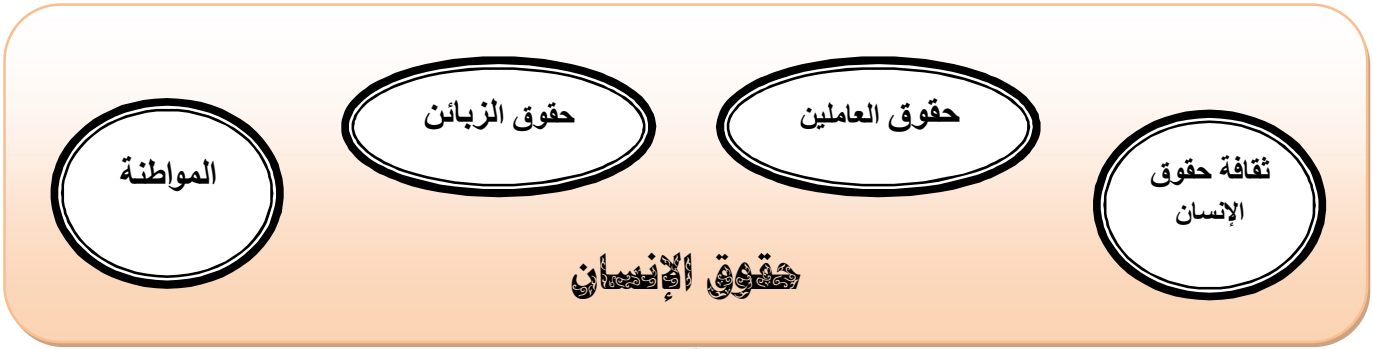 ثقافة حقوق
الإنسان
حقوق العاملين
حقوق الزبائن
المواطنة
حقوق الإنسان